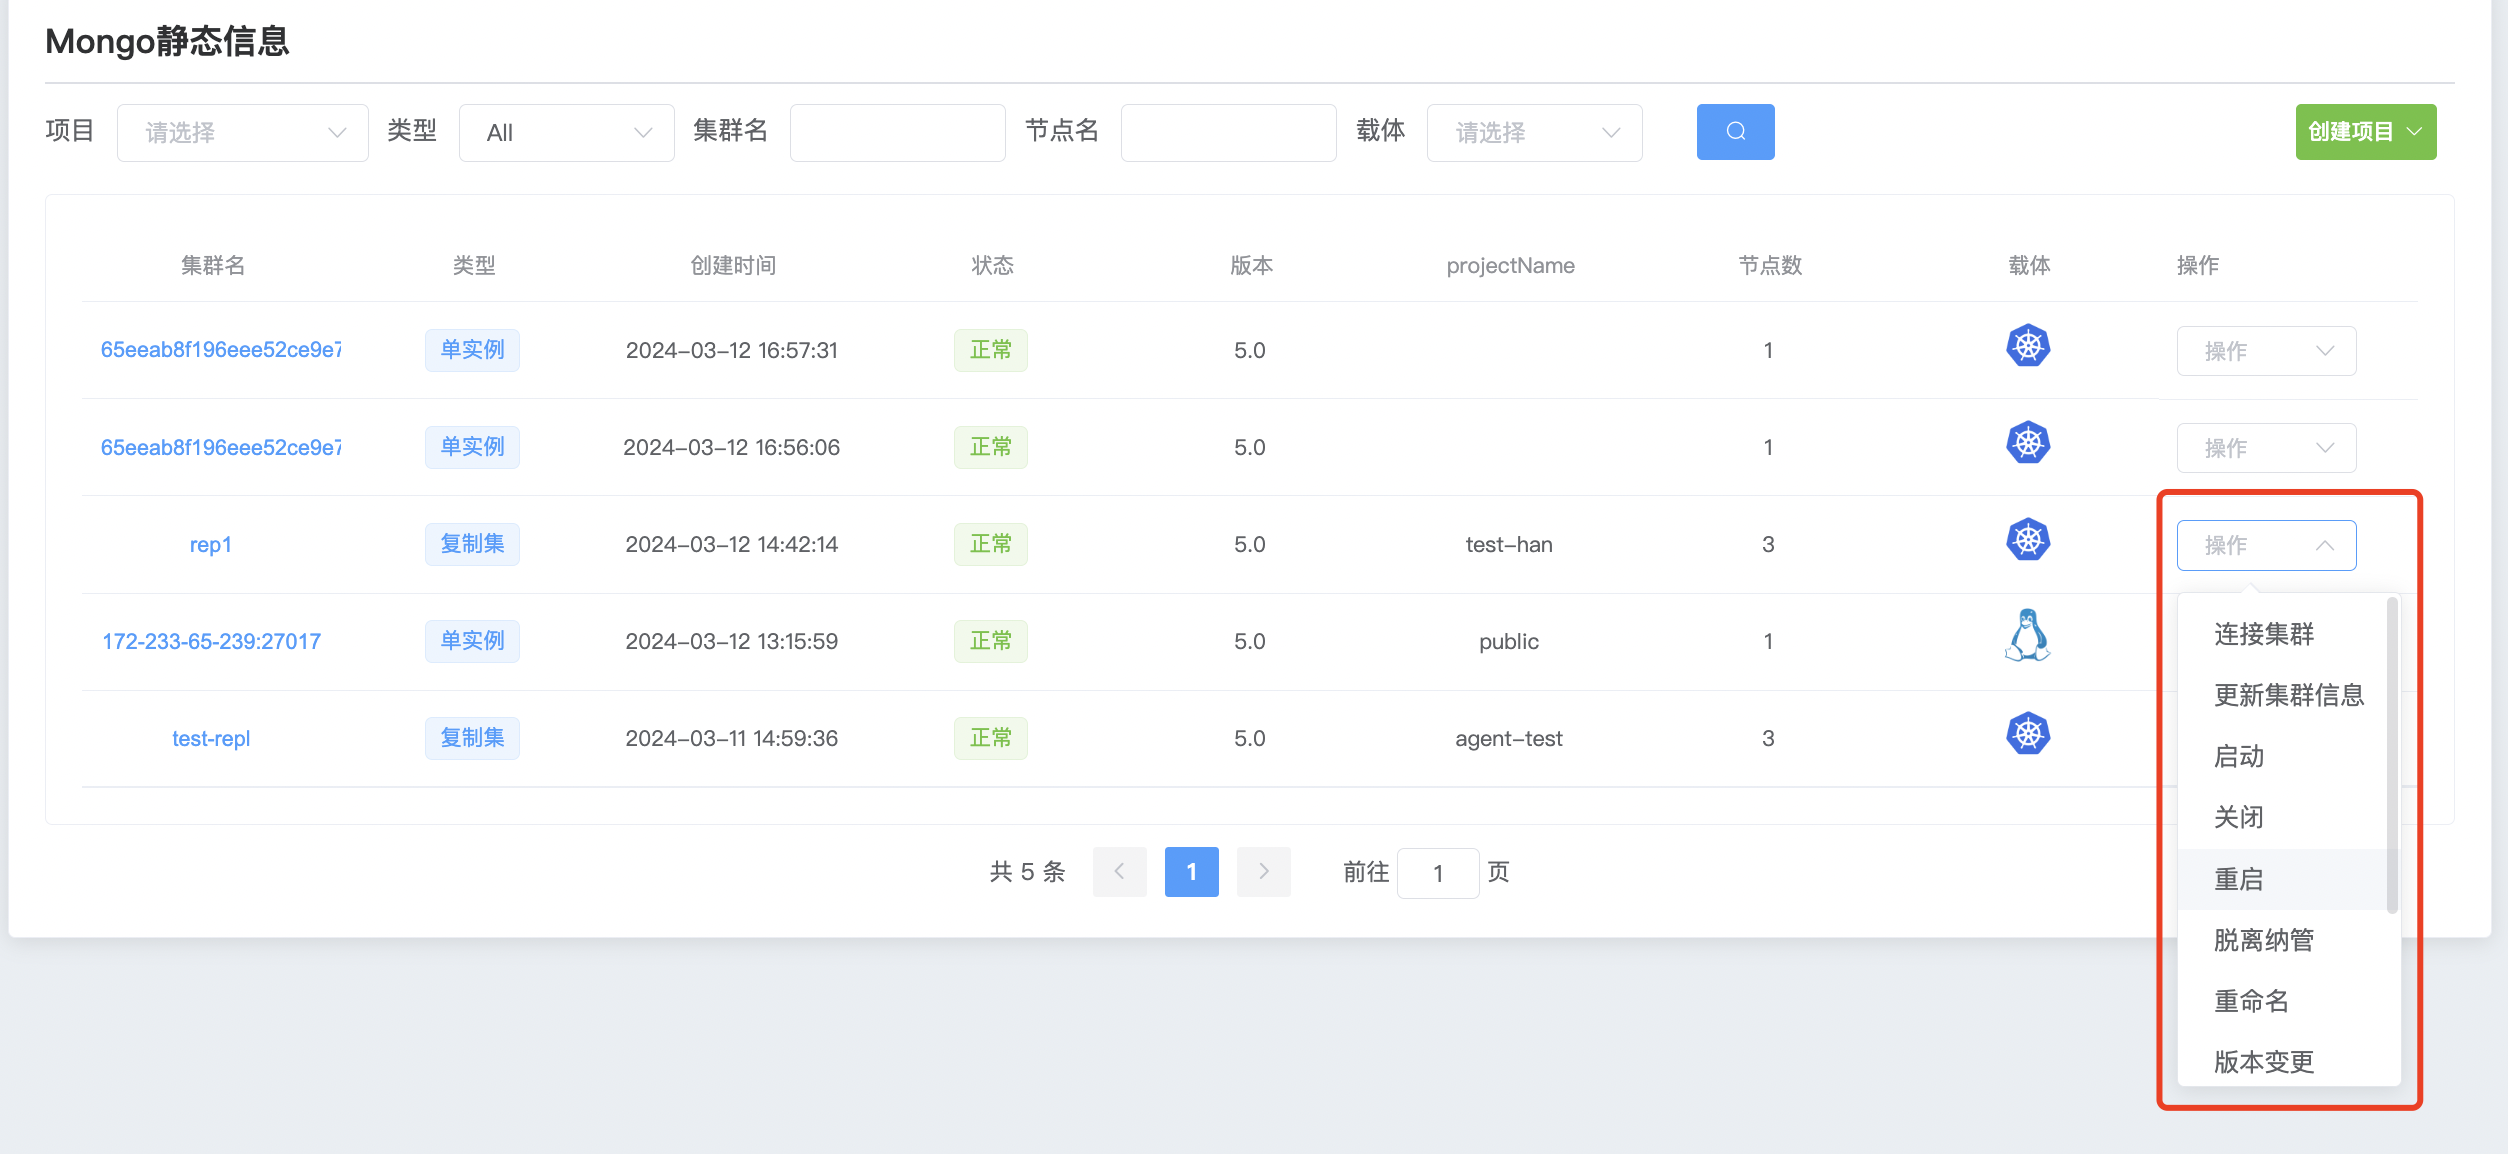 Mongo静态信息
项目 请选择 类型 All 集群名 节点名 载体 请选择 创建项目
集群名 类型 创建时间 状态 版本 projectName 节点数 载体 操作
65eeab8f196eee52ce9e7 单实例 2024-03-12 16:57:31 正常 5.0 1 操作
65eeab8f196eee52ce9e7 单实例 2024-03-12 16:56:06 正常 5.0 1 操作
rep1 复制集 2024-03-12 14:42:14 正常 5.0 test-han 3 操作
172-233-65-239:27017 单实例 2024-03-12 13:15:59 正常 5.0 public 1
test-repl 复制集 2024-03-11 14:59:36 正常 5.0 agent-test 3
连接集群
更新集群信息
启动
关闭
重启
脱离纳管
重命名
版本变更
共 5 条 1 前往 1 页